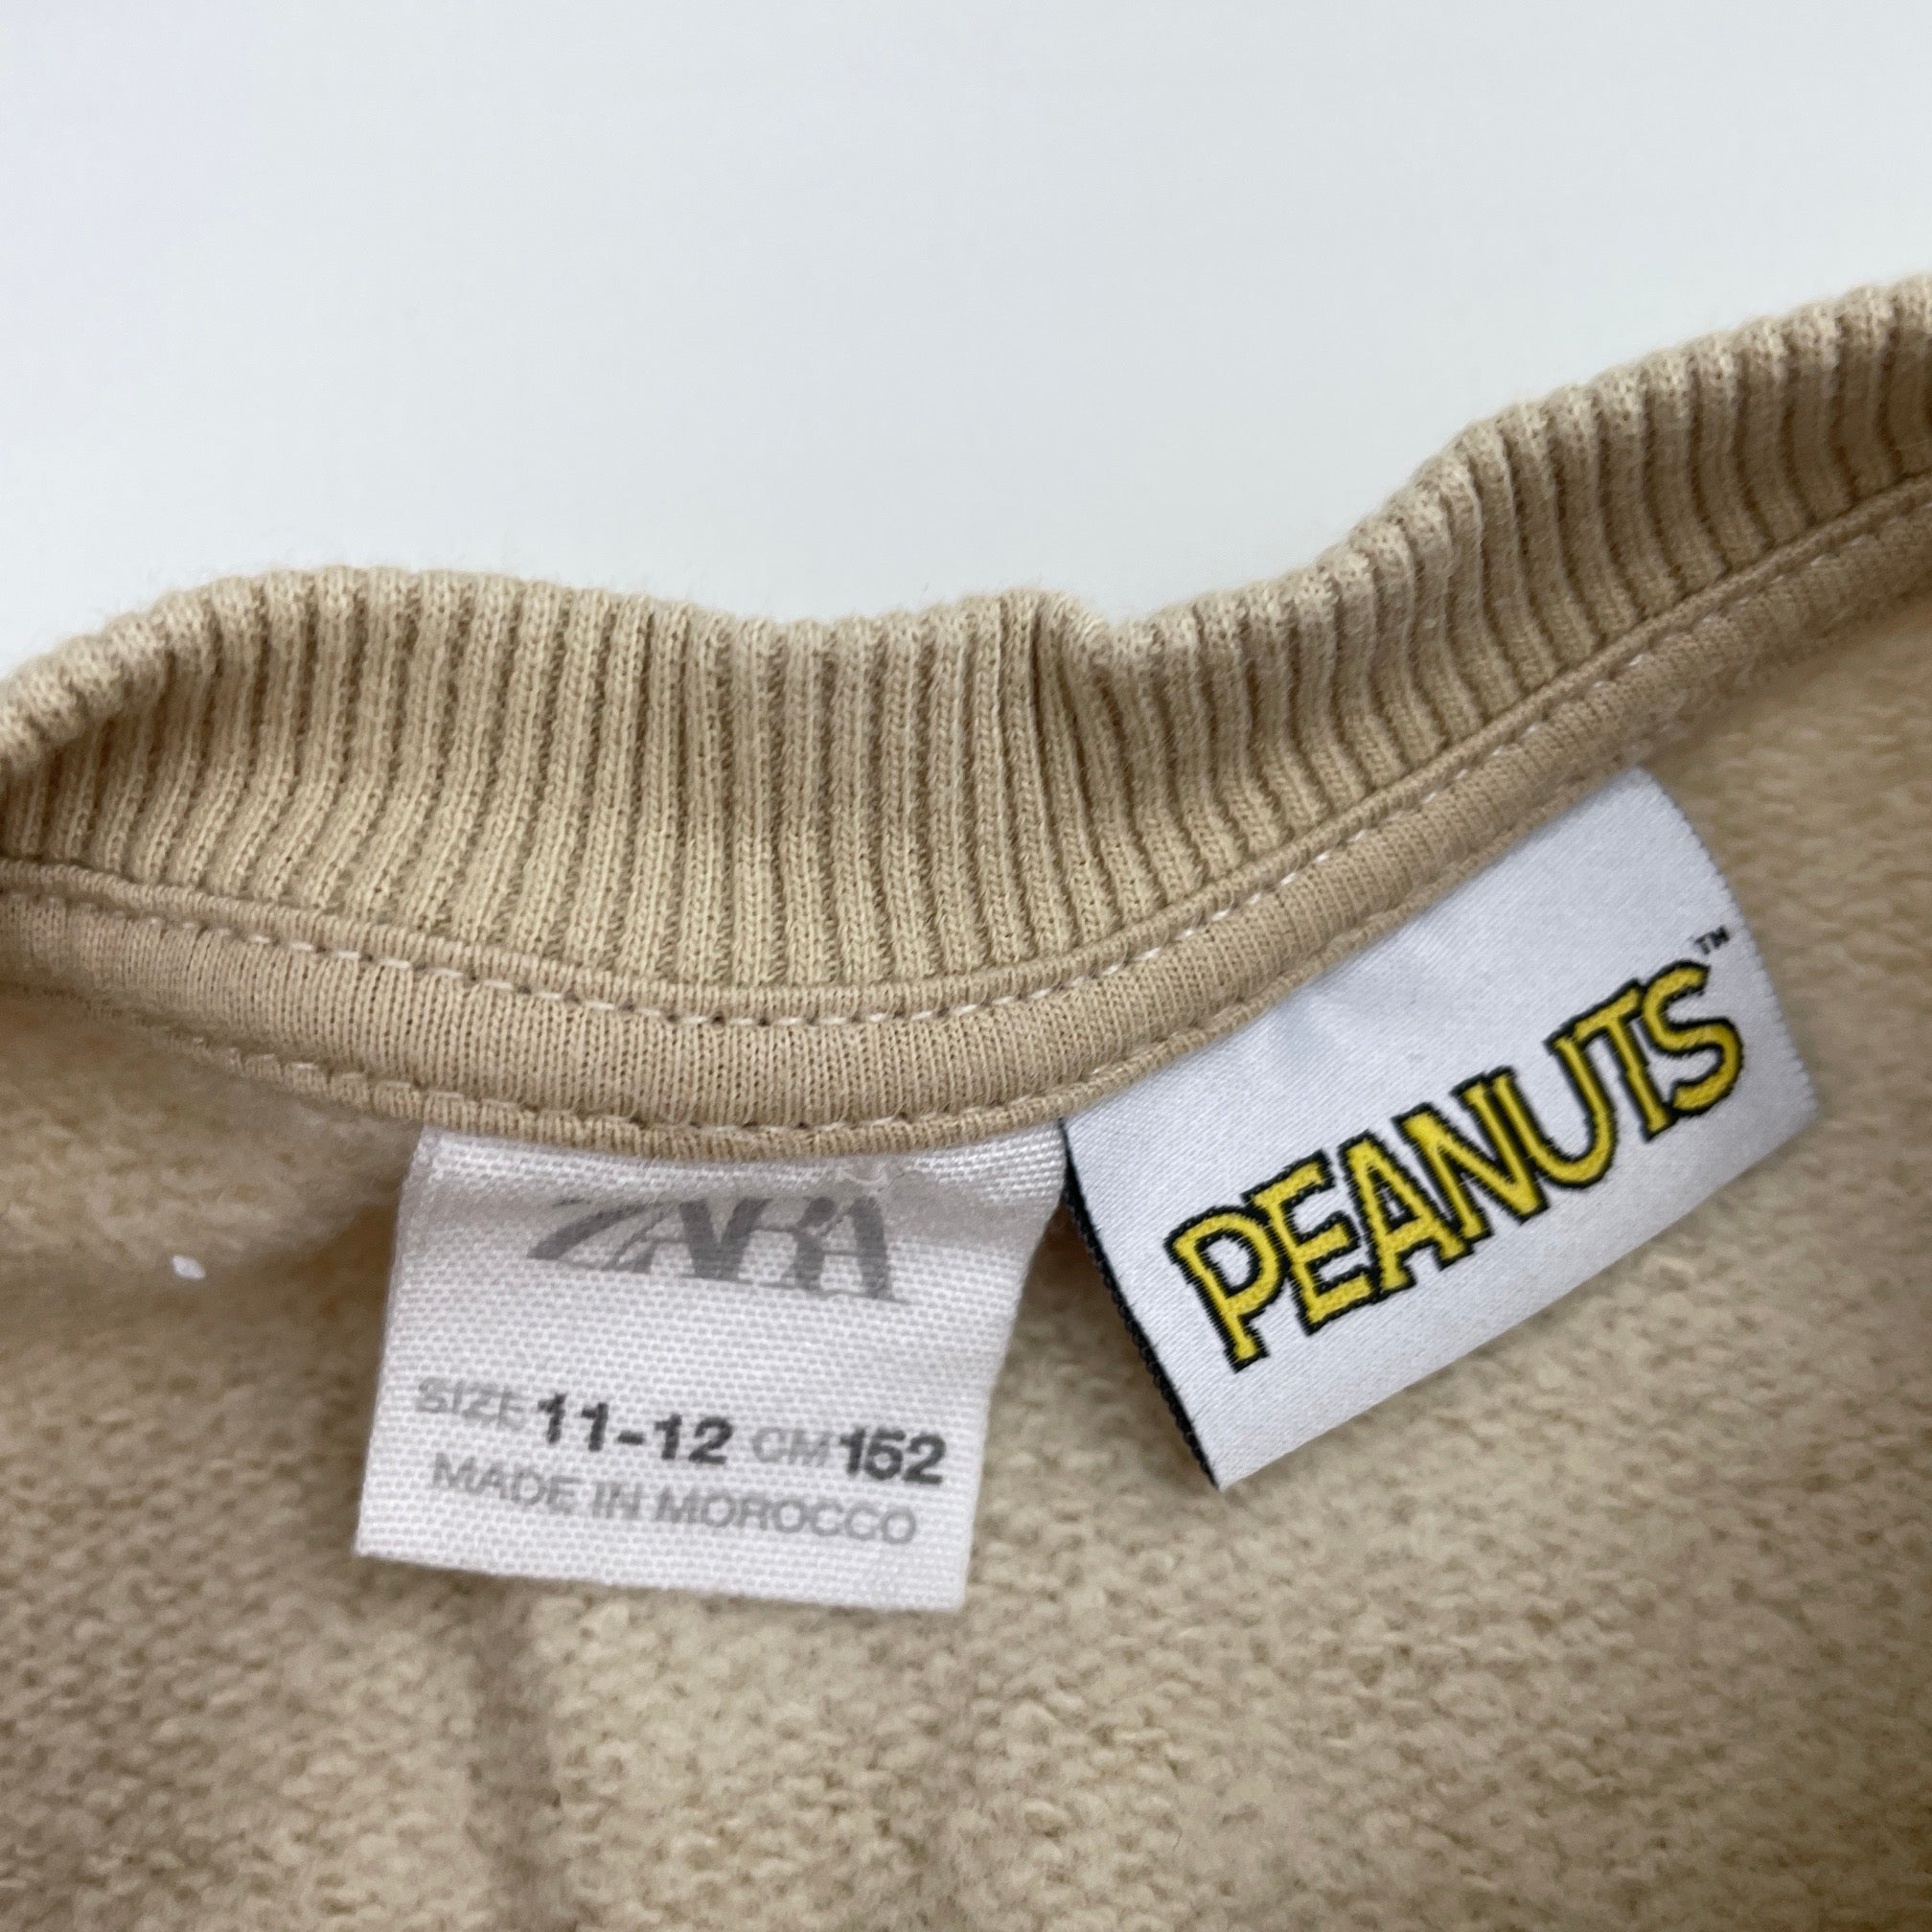 ZARA
SIZE 11-12 CM 152
MADE IN MOROCCO
PEANUTS™